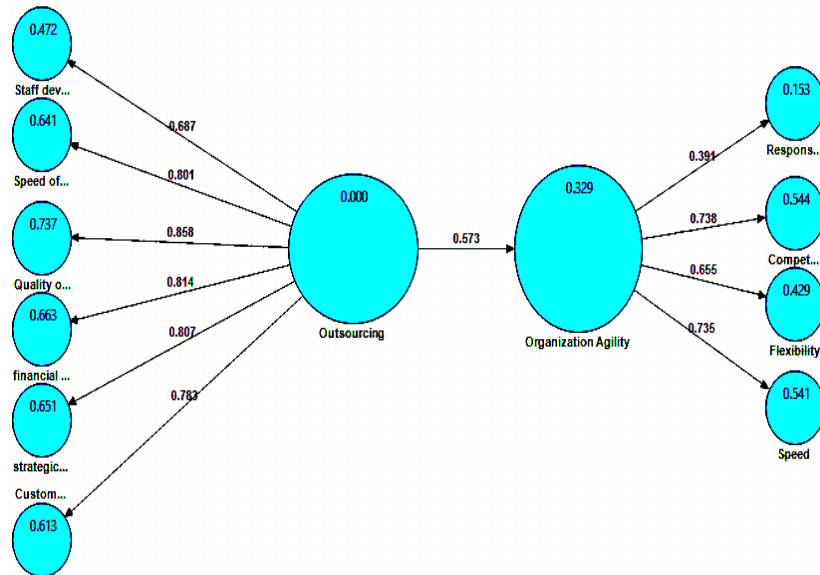 0.472
Staff dev...
0.687
0.641
Speed of...
0.801
0.737
Quality o...
0.858
0.663
financial ...
0.814
0.651
strategic...
0.807
Custom...
0.613
0.783
0.000
Outsourcing
0.573
0.329
Organization Agility
0.391
0.153
Respons...
0.738
0.544
Compet...
0.655
0.429
Flexibility
0.735
0.541
Speed